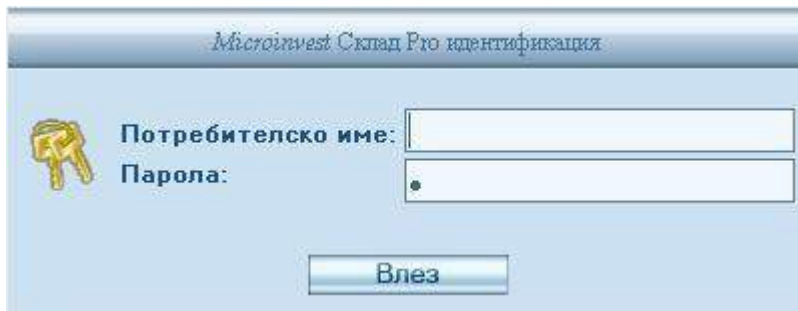 Microinvest Склад Pro идентификация
Потребителско име:
Парола:
Влез